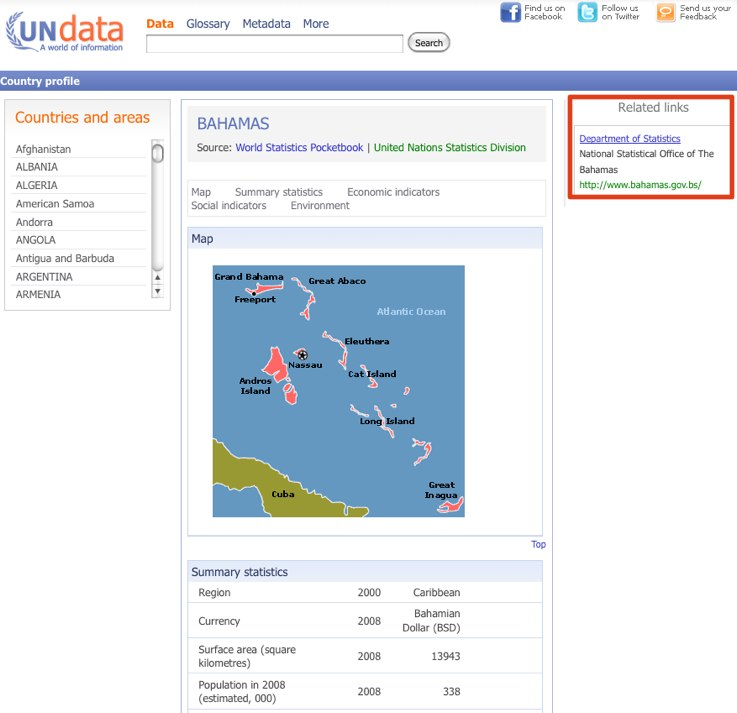 UNdata
A world of information
Data Glossary Metadata More
Search
Find us on
Facebook
Follow us
on Twitter
Send us your
Feedback
Country profile
Countries and areas
Afghanistan
ALBANIA
ALGERIA
American Samoa
Andorra
ANGOLA
Antigua and Barbuda
ARGENTINA
ARMENIA
BAHAMAS
Source: World Statistics Pocketbook | United Nations Statistics Division
Map Summary statistics Economic indicators
Social indicators Environment
Map
Grand Bahama
Great Abaco
Freeport
Atlantic Ocean
Eleuthera
Nassau
Cat Island
Andros
Island
Long Island
Great
Inagua
Cuba
Top
Summary statistics
Region 2000 Caribbean
Currency 2008 Bahamian
Dollar (BSD)
Surface area (square
kilometres) 2008 13943
Population in 2008
(estimated, 000) 2008 338
Related links
Department of Statistics
National Statistical Office of The
Bahamas
http://www.bahamas.gov.bs/